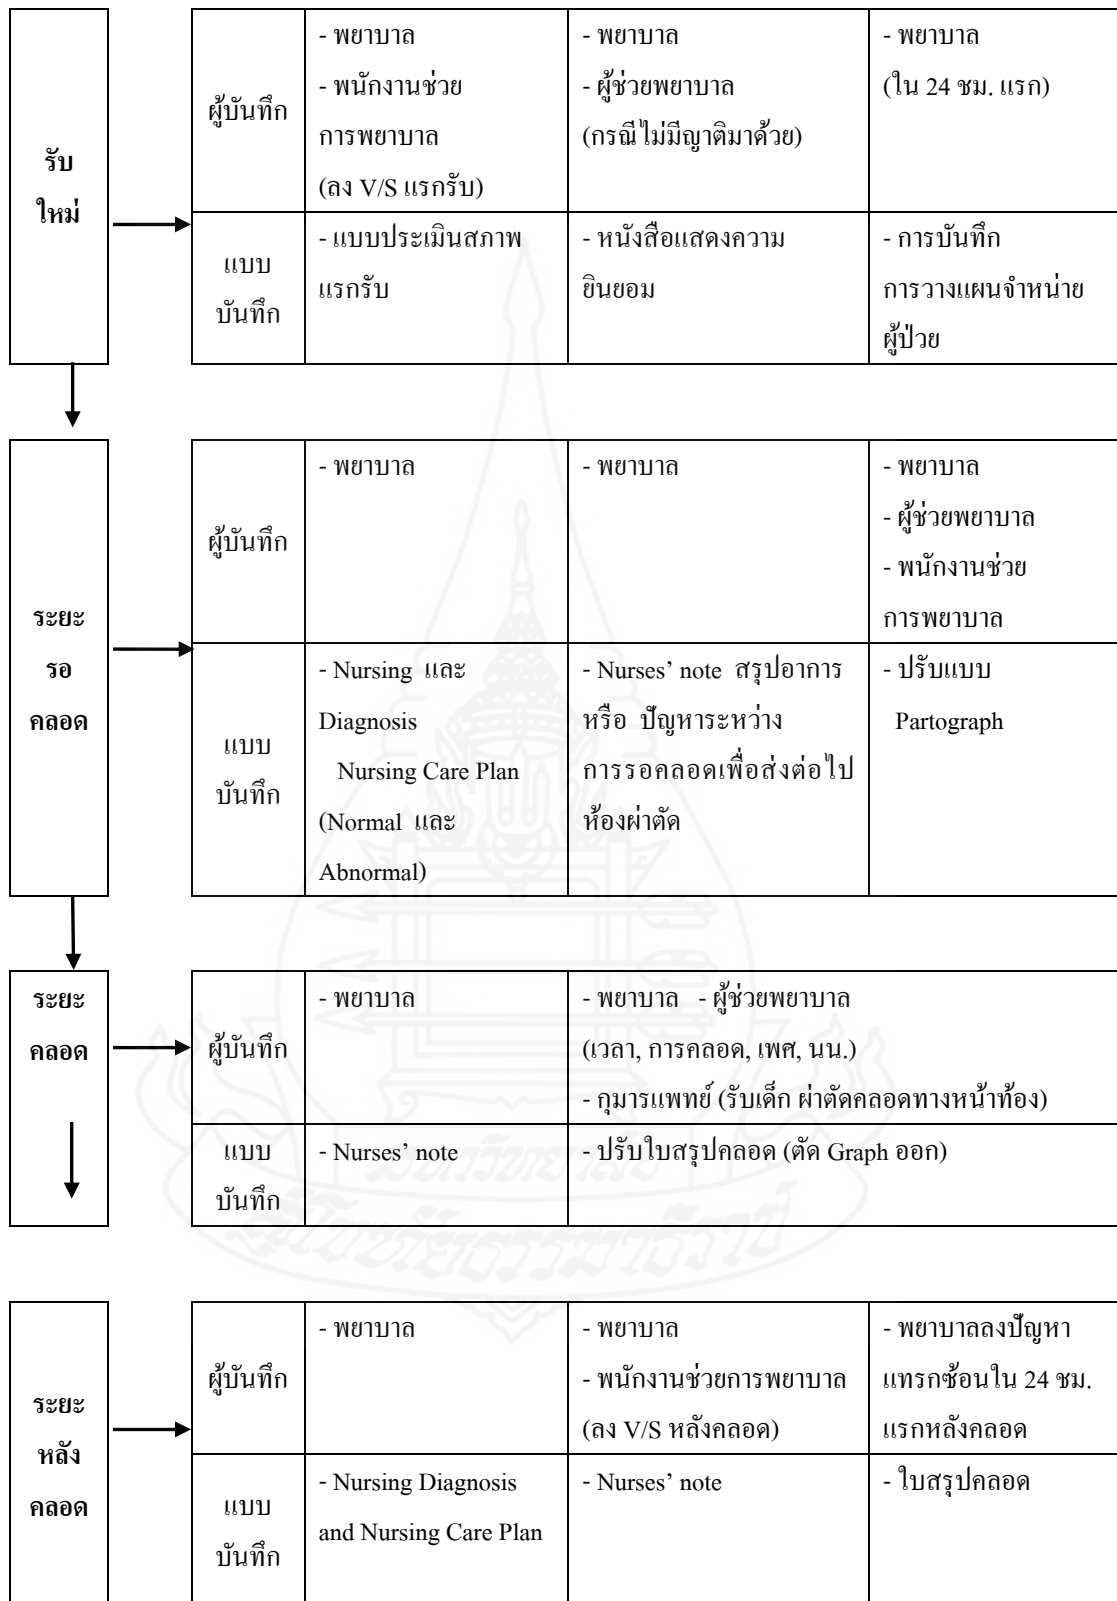 รับ
ใหม่
ผู้บันทึก
- พยาบาล
- พนักงานช่วย
การพยาบาล
(ลง V/S แรกรับ)
- พยาบาล
- ผู้ช่วยพยาบาล
(กรณีไม่มีญาติมาด้วย)
- พยาบาล
(ใน 24 ชม. แรก)
แบบ
บันทึก
- แบบประเมินสภาพ
แรกรับ
- หนังสือแสดงความ
ยินยอม
- การบันทึก
การวางแผนจำหน่าย
ผู้ป่วย
ระยะ
รอ
คลอด
ผู้บันทึก
- พยาบาล
- พยาบาล
- พยาบาล
- ผู้ช่วยพยาบาล
- พนักงานช่วย
การพยาบาล
แบบ
บันทึก
- Nursing และ
Diagnosis
Nursing Care Plan
(Normal และ
Abnormal)
- Nurses’ note สรุปอาการ
หรือ ปัญหาระหว่าง
การรอคลอดเพื่อส่งต่อไป
ห้องผ่าตัด
- ปรับแบบ
Partograph
ระยะ
คลอด
ผู้บันทึก
- พยาบาล
- พยาบาล - ผู้ช่วยพยาบาล
(เวลา, การคลอด, เพศ, นน.)
- กุมารแพทย์ (รับเด็ก ผ่าตัดคลอดทางหน้าท้อง)
แบบ
บันทึก
- Nurses’ note
- ปรับใบสรุปคลอด (ตัด Graph ออก)
มหาวิทยาลัย
สุโขทัยธรรมาธิราช
ระยะ
หลัง
คลอด
ผู้บันทึก
- พยาบาล
- พยาบาล
- พนักงานช่วยการพยาบาล
(ลง V/S หลังคลอด)
- พยาบาลลงปัญหา
แทรกซ้อนใน 24 ชม.
แรกหลังคลอด
แบบ
บันทึก
- Nursing Diagnosis
and Nursing Care Plan
- Nurses’ note
- ใบสรุปคลอด